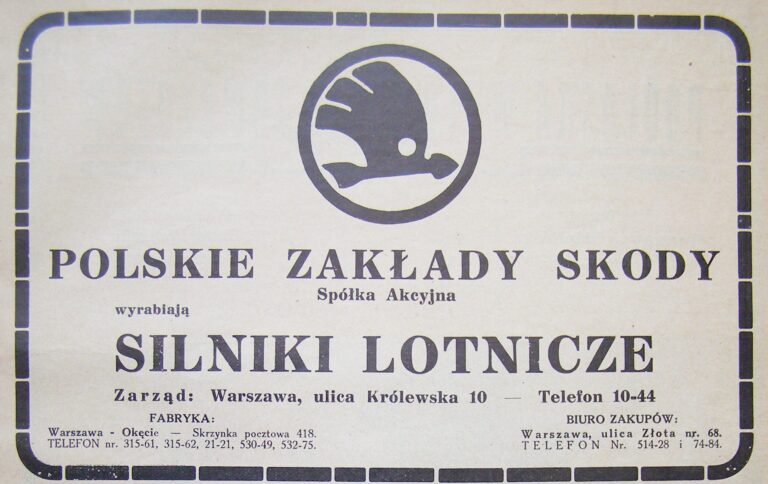 POLSKIE ZAKŁADY SKODY
Spółka Akcyjna
wyrabiają
SILNIKI LOTNICZE
Zarząd: Warszawa, ulica Królewska 10 — Telefon 10-44
FABRYKA:
Warszawa - Okęcie — Skrzynka pocztowa 418.
TELEFON nr. 315-61, 315-62, 21-21, 530-49, 532-75.
BIURO ZAKUPÓW:
Warszawa, ulica Złota nr. 68.
TELEFON Nr. 514-28 i 74-84.